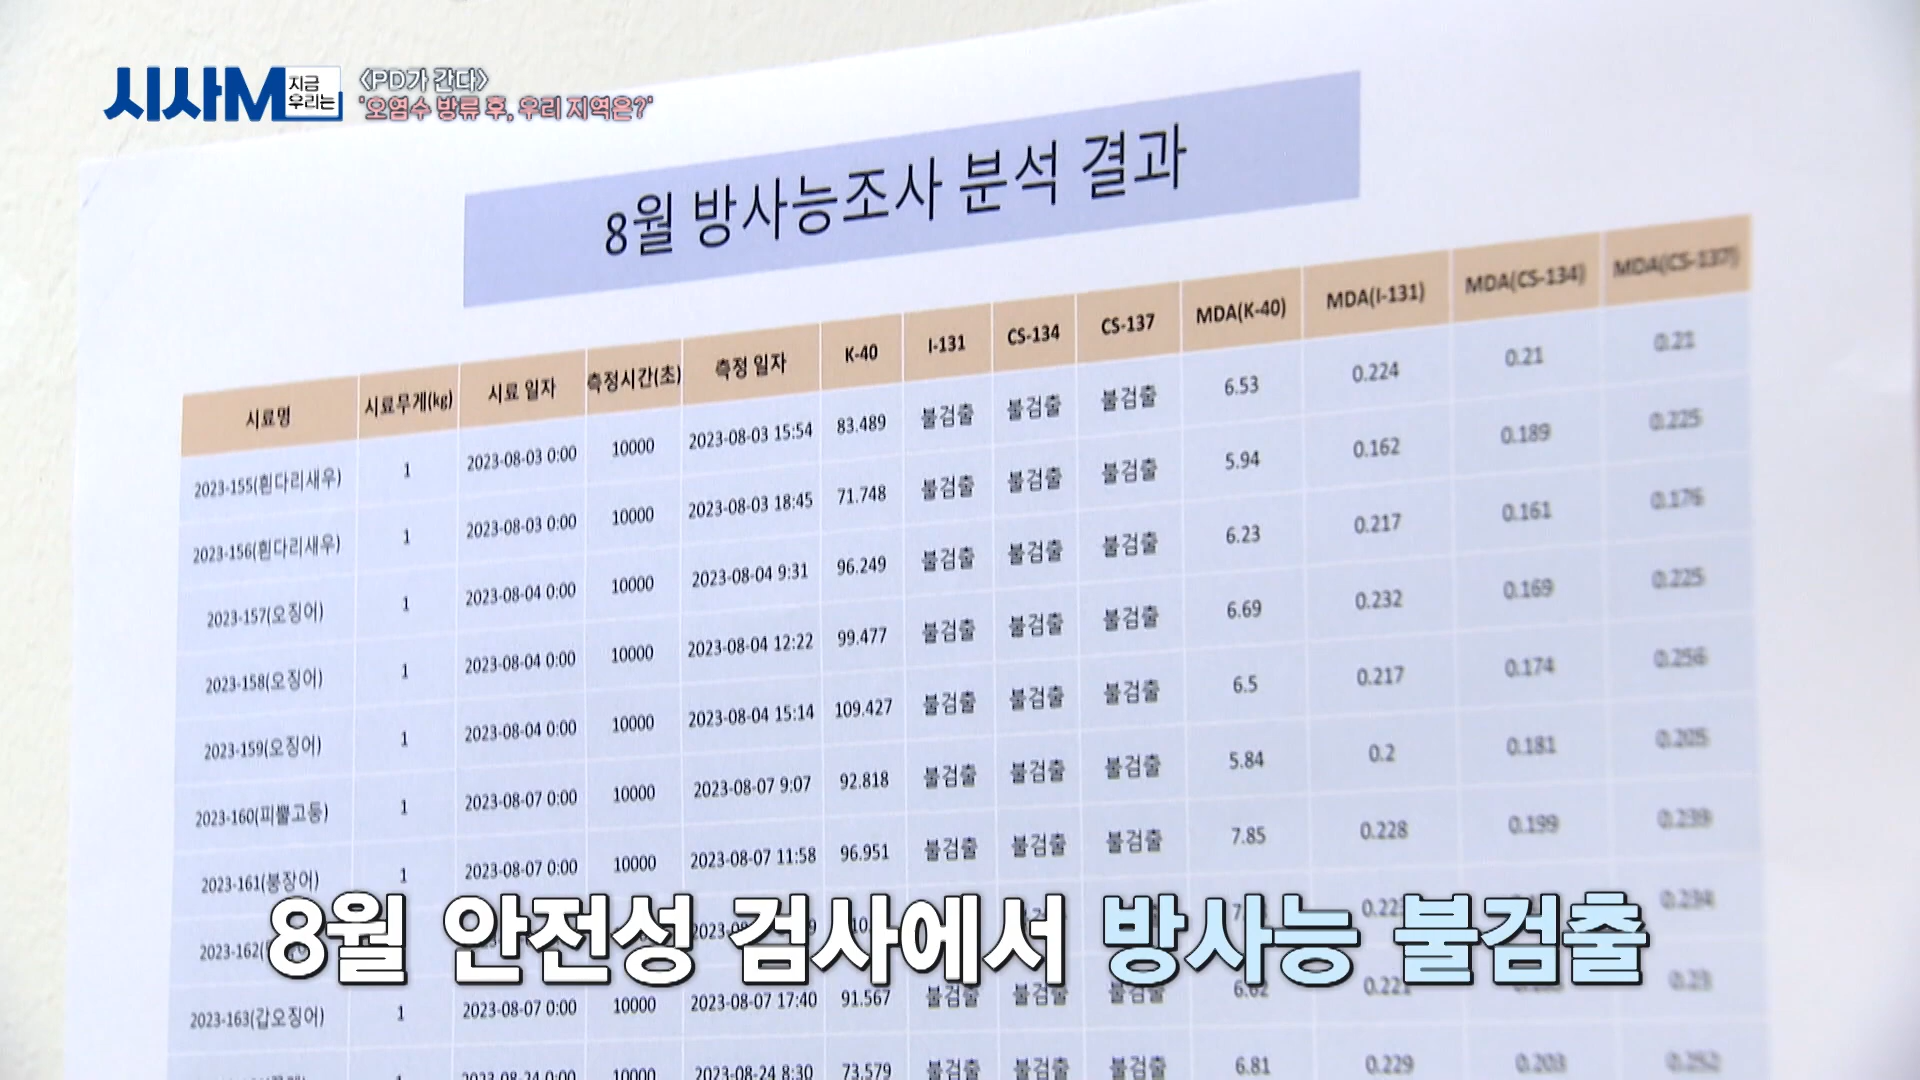 시사M 지금 우리는
<PD가 간다>
'오염수 방류 후, 우리 지역은?'
8월 방사능조사 분석 결과
시료명 시료무게(kg) 시료 일자 측정시간(초) 측정 일자 K-40 I-131 CS-134 CS-137 MDA(K-40) MDA(I-131) MDA(CS-134) MDA(CS-137)
2023-155(흰다리새우) 1 2023-08-03 0:00 10000 2023-08-03 15:54 83.489 불검출 불검출 불검출 6.53 0.224 0.21 0.21
2023-156(흰다리새우) 1 2023-08-03 0:00 10000 2023-08-03 18:45 71.748 불검출 불검출 불검출 5.94 0.162 0.189 0.225
2023-157(오징어) 1 2023-08-04 0:00 10000 2023-08-04 9:31 96.249 불검출 불검출 불검출 6.23 0.217 0.161 0.176
2023-158(오징어) 1 2023-08-04 0:00 10000 2023-08-04 12:22 99.477 불검출 불검출 불검출 6.69 0.232 0.169 0.225
2023-159(오징어) 1 2023-08-04 0:00 10000 2023-08-04 15:14 109.427 불검출 불검출 불검출 6.5 0.217 0.174 0.256
2023-160(피뿔고둥) 1 2023-08-07 0:00 10000 2023-08-07 9:07 92.818 불검출 불검출 불검출 5.84 0.2 0.181 0.205
2023-161(붕장어) 1 2023-08-07 0:00 10000 2023-08-07 11:58 96.951 불검출 불검출 불검출 7.85 0.228 0.199 0.239
0.234
8월 안전성 검사에서 방사능 불검출
2023-163(갑오징어) 1 2023-08-07 0:00 10000 2023-08-07 17:40 91.567 불검출 불검출 불검출 6.62 0.221 0.23
2023-08-24 0:00 10000 2023-08-24 8:30 73.579 불검출 불검출 불검출 6.81 0.229 0.203 0.252